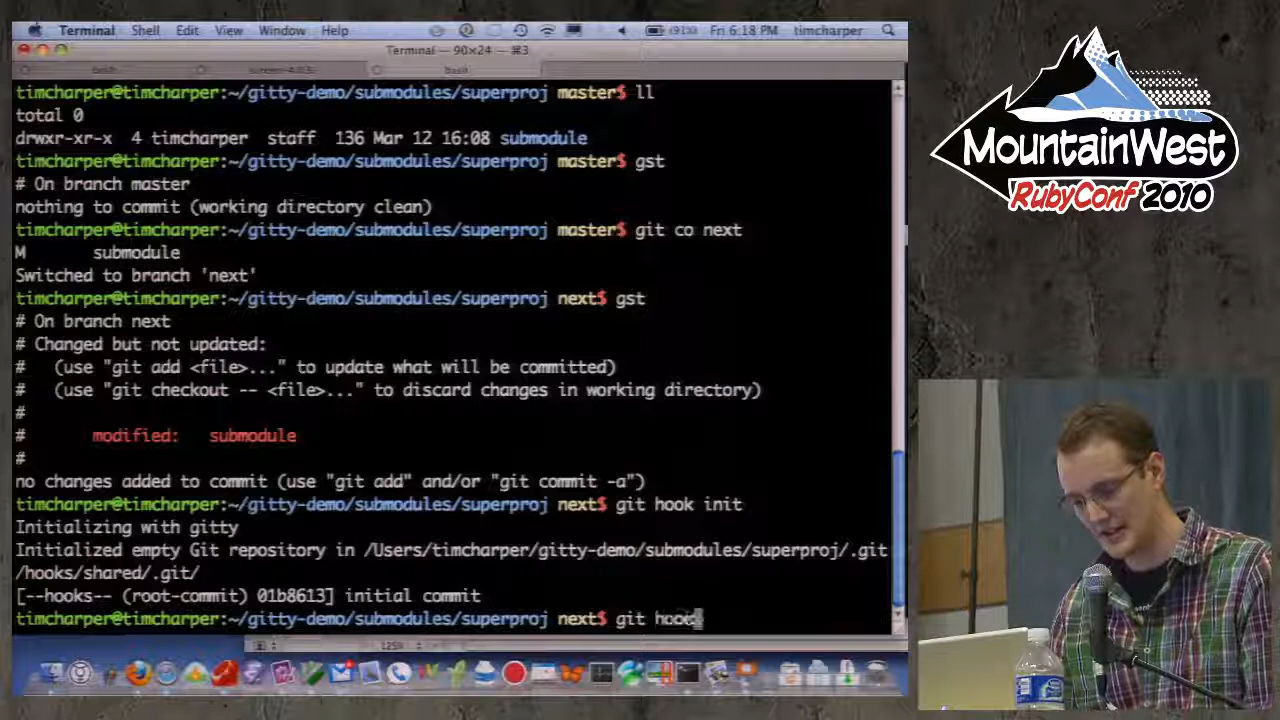 Terminal Shell Edit View Window Help (91%) Fri 6:18 PM timcharper
Terminal — 90×24 — ⌘3
bash bash
timcharper@timcharper:~/gitty-demo/submodules/superproj master$ ll
total 0
drwxr-xr-x 4 timcharper staff 136 Mar 12 16:08 submodule
timcharper@timcharper:~/gitty-demo/submodules/superproj master$ gst
# On branch master
nothing to commit (working directory clean)
timcharper@timcharper:~/gitty-demo/submodules/superproj master$ git co next
M submodule
Switched to branch 'next'
timcharper@timcharper:~/gitty-demo/submodules/superproj next$ gst
# On branch next
# Changed but not updated:
# (use "git add <file>..." to update what will be committed)
# (use "git checkout -- <file>..." to discard changes in working directory)
#
# modified: submodule
#
no changes added to commit (use "git add" and/or "git commit -a")
timcharper@timcharper:~/gitty-demo/submodules/superproj next$ git hook init
Initializing with gitty
Initialized empty Git repository in /Users/timcharper/gitty-demo/submodules/superproj/.git
/hooks/shared/.git/
[--hooks-- (root-commit) 01b8613] initial commit
timcharper@timcharper:~/gitty-demo/submodules/superproj next$ git hook
125%
MountainWest
RubyConf 2010